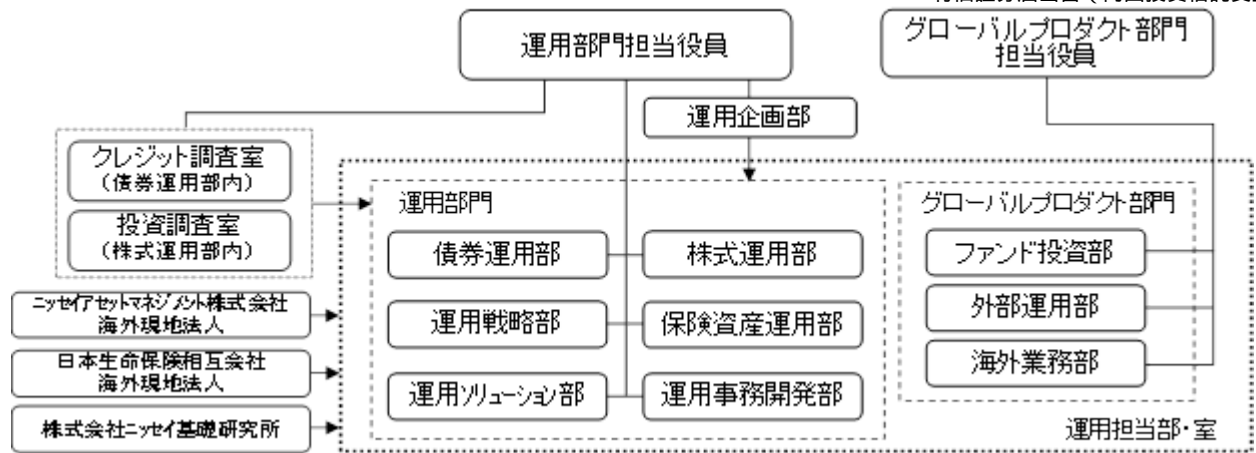 運用部門担当役員
グローバルプロダクト部門
担当役員
運用企画部
クレジット調査室
（債券運用部内）
投資調査室
（株式運用部内）
運用部門
債券運用部
株式運用部
運用戦略部
保険資産運用部
運用ソリューション部
運用事務開発部
グローバルプロダクト部門
ファンド投資部
外部運用部
海外業務部
ニッセイアセットマネジメント株式会社
海外現地法人
日本生命保険相互会社
海外現地法人
株式会社ニッセイ基礎研究所
運用担当部・室